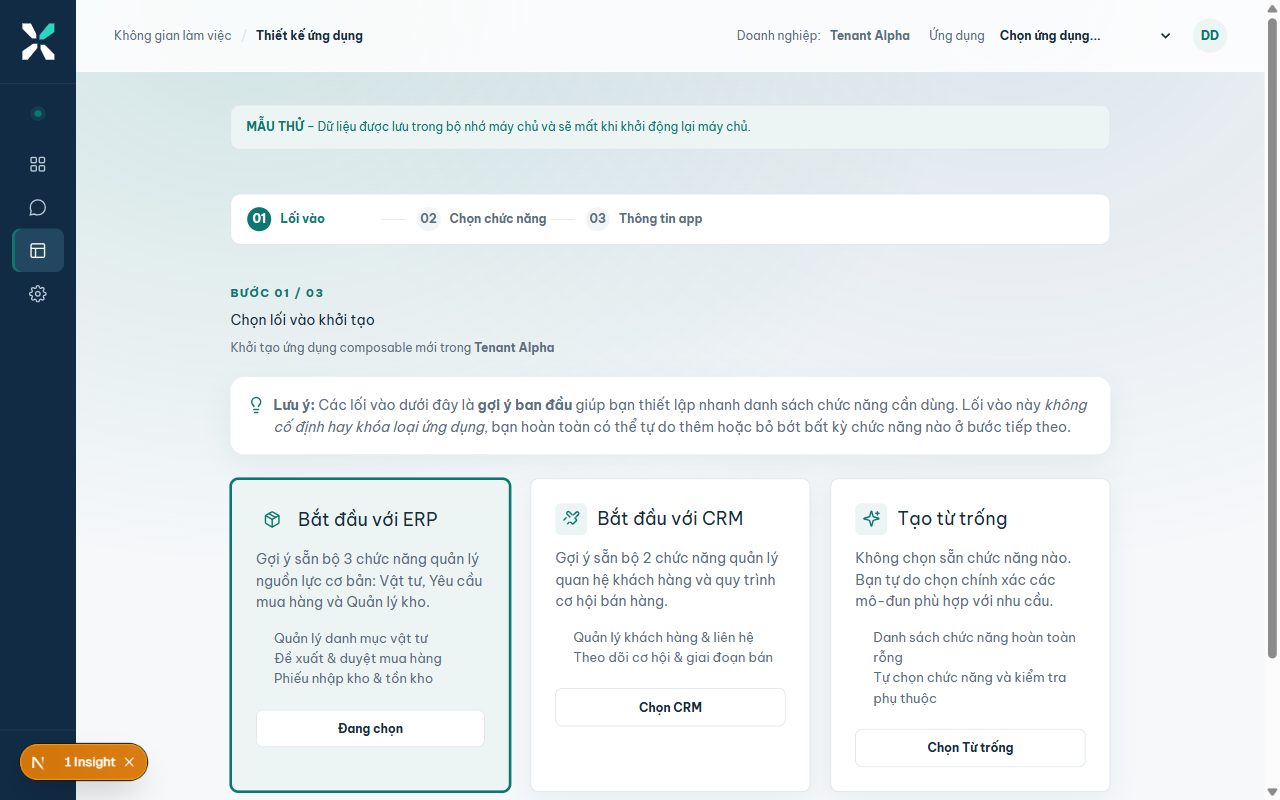 Không gian làm việc / Thiết kế ứng dụng
Doanh nghiệp: Tenant Alpha Ứng dụng Chọn ứng dụng... DD
MẪU THỬ – Dữ liệu được lưu trong bộ nhớ máy chủ và sẽ mất khi khởi động lại máy chủ.
01 Lối vào 02 Chọn chức năng 03 Thông tin app
BƯỚC 01 / 03
Chọn lối vào khởi tạo
Khởi tạo ứng dụng composable mới trong Tenant Alpha
Lưu ý: Các lối vào dưới đây là gợi ý ban đầu giúp bạn thiết lập nhanh danh sách chức năng cần dùng. Lối vào này không
cố định hay khóa loại ứng dụng, bạn hoàn toàn có thể tự do thêm hoặc bỏ bớt bất kỳ chức năng nào ở bước tiếp theo.
Bắt đầu với ERP
Gợi ý sẵn bộ 3 chức năng quản lý
nguồn lực cơ bản: Vật tư, Yêu cầu
mua hàng và Quản lý kho.
Quản lý danh mục vật tư
Đề xuất & duyệt mua hàng
Phiếu nhập kho & tồn kho
Đang chọn
Bắt đầu với CRM
Gợi ý sẵn bộ 2 chức năng quản lý
quan hệ khách hàng và quy trình
cơ hội bán hàng.
Quản lý khách hàng & liên hệ
Theo dõi cơ hội & giai đoạn bán
Chọn CRM
Tạo từ trống
Không chọn sẵn chức năng nào.
Bạn tự do chọn chính xác các
mô-đun phù hợp với nhu cầu.
Danh sách chức năng hoàn toàn
rỗng
Tự chọn chức năng và kiểm tra
phụ thuộc
Chọn Từ trống
N 1 Insight